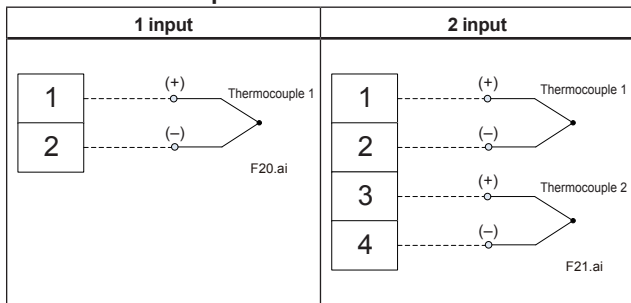 1 input
2 input
1
(+)
Thermocouple 1
2
(–)
F20.ai
1
(+)
Thermocouple 1
2
(–)
3
(+)
Thermocouple 2
4
(–)
F21.ai